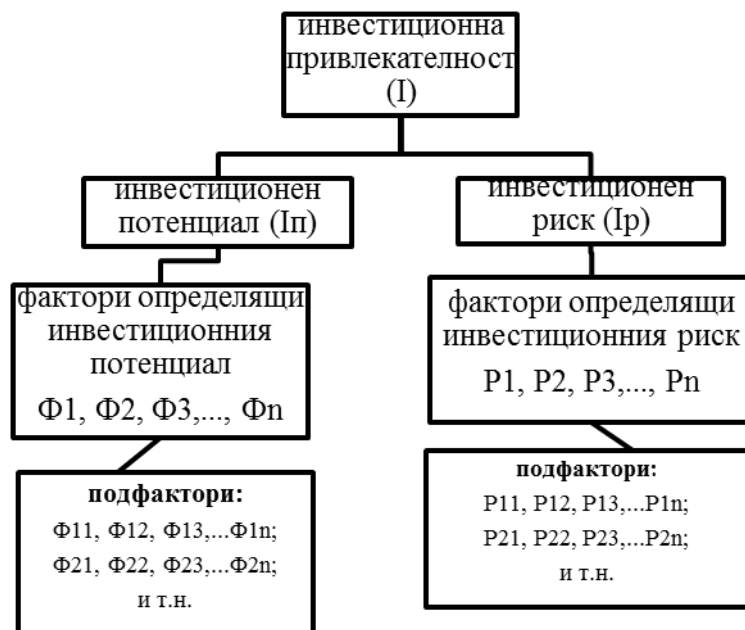 инвестиционна
привлекателност
(I)
инвестиционен
потенциал (Iп)
инвестиционен
риск (Iр)
фактори определящи
инвестиционния
потенциал
Ф1, Ф2, Ф3,..., Фn
фактори определящи
инвестиционния риск
Р1, Р2, Р3,..., Рn
подфактори:
Ф11, Ф12, Ф13,...Ф1n;
Ф21, Ф22, Ф23,...Ф2n;
и т.н.
подфактори:
Р11, Р12, Р13,...Р1n;
Р21, Р22, Р23,...Р2n;
и т.н.